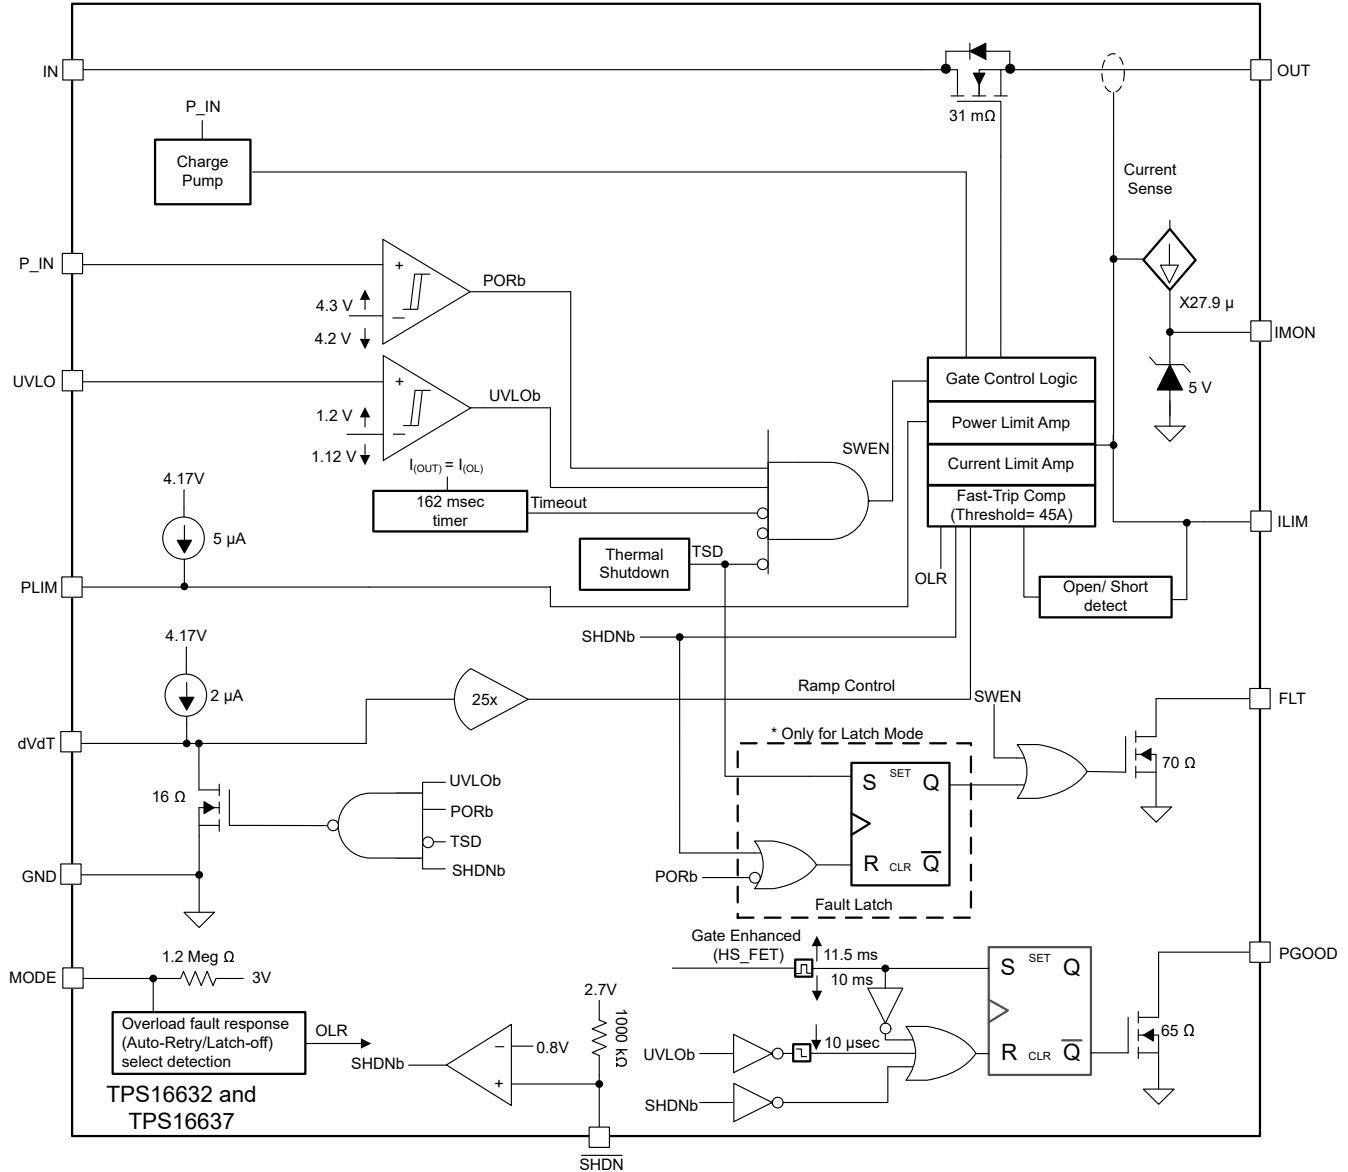 IN
OUT
31 mΩ
P_IN
Charge
Pump
Current
Sense
P_IN
+
PORb
4.3 V
−
4.2 V
X27.9 µ
IMON
5 V
UVLO
+
UVLOb
1.2 V
−
1.12 V
Gate Control Logic
Power Limit Amp
Current Limit Amp
Fast-Trip Comp
(Threshold= 45A)
SWEN
I(OUT) = I(OL)
162 msec
timer
Timeout
ILIM
4.17V
5 µA
Thermal
Shutdown
TSD
OLR
Open/ Short
detect
PLIM
SHDNb
4.17V
2 µA
25x
Ramp Control
SWEN
FLT
dVdT
* Only for Latch Mode
S
SET
Q
R
CLR
Q̅
70 Ω
16 Ω
UVLOb
PORb
TSD
SHDNb
GND
PORb
Fault Latch
Gate Enhanced
(HS_FET)
11.5 ms
10 ms
S
SET
Q
R
CLR
Q̅
PGOOD
65 Ω
1.2 Meg Ω
3V
MODE
Overload fault response
(Auto-Retry/Latch-off)
select detection
OLR
SHDNb
−
0.8V
+
2.7V
1000 kΩ
UVLOb
10 µsec
SHDNb
TPS16632 and
TPS16637
S̅H̅D̅N̅